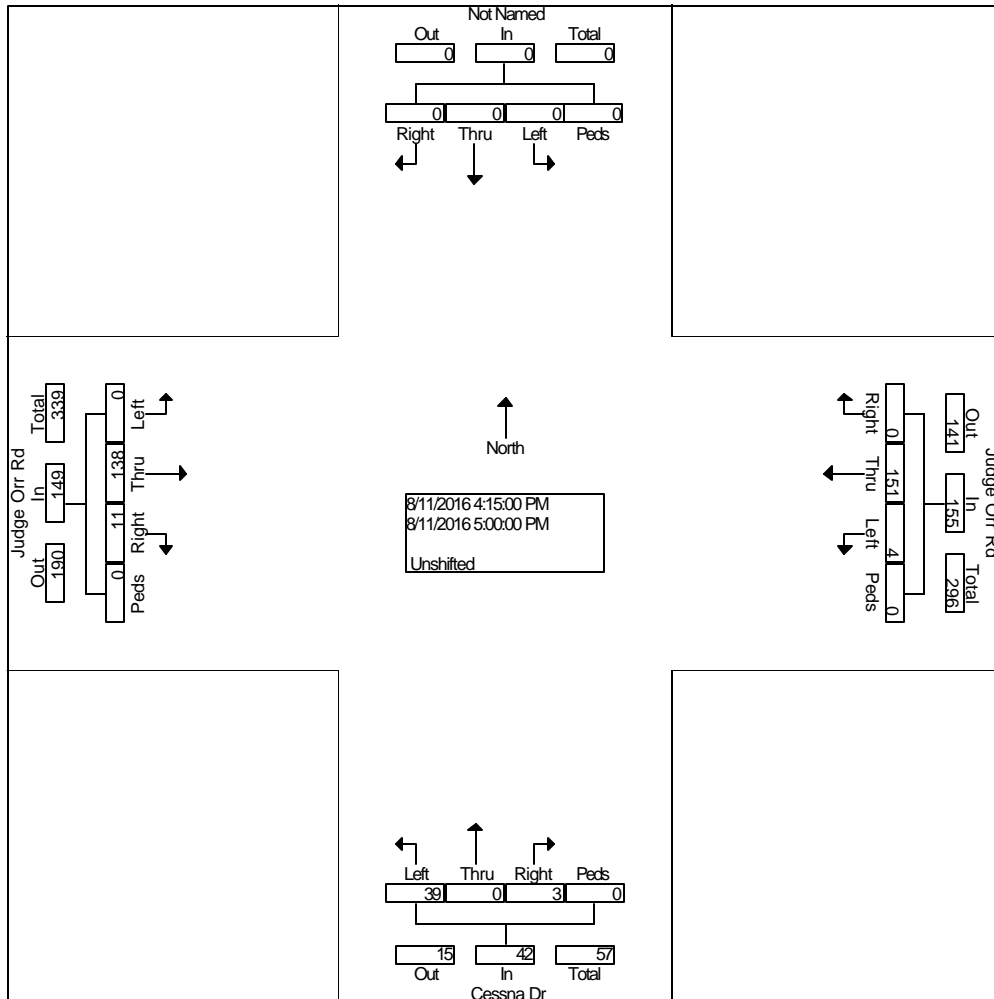 Not Named
Out In Total
0 0 0
0 0 0 0
Right Thru Left Peds
Judge Orr Rd
Total In Out
339 149 190
0 138 11 0
Left Thru Right Peds
North
8/11/2016 4:15:00 PM
8/11/2016 5:00:00 PM
Unshifted
Right Thru Left Peds
0 151 4 0
Out In Total
141 155 296
Judge Orr Rd
Left Thru Right Peds
39 0 3 0
15 42 57
Out In Total
Cessna Dr